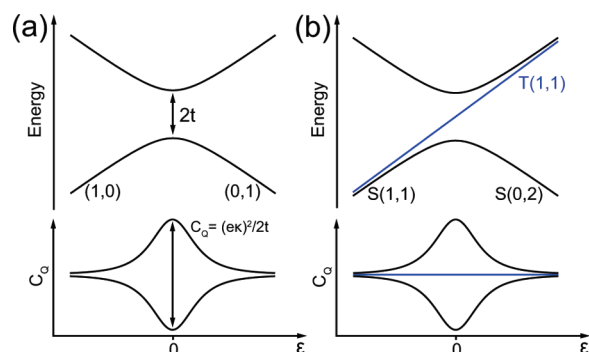 (a)
Energy
2t
(1,0)
(0,1)
C_Q
C_Q= (eκ)²/2t
0
ε
(b)
Energy
T(1,1)
S(1,1)
S(0,2)
C_Q
0
ε